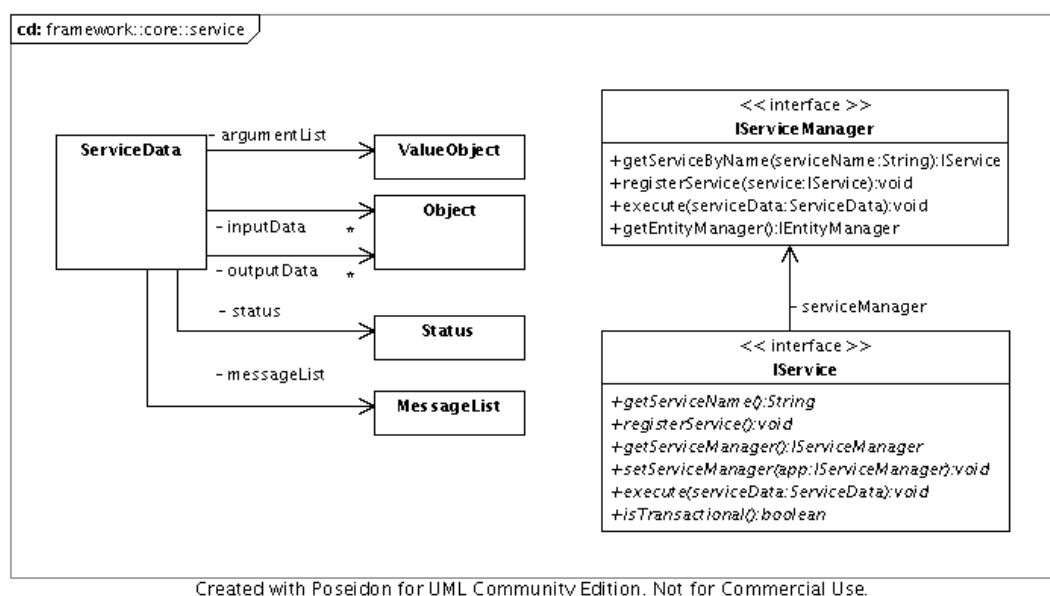 cd: framework::core::service
ServiceData
- argumentList
ValueObject
- inputData
*
Object
- outputData
*
- status
Status
- messageList
MessageList
<< interface >>
IServiceManager
+getServiceByName(serviceName:String):IService
+registerService(service:IService):void
+execute(serviceData:ServiceData):void
+getEntityManager():IEntityManager
- serviceManager
<< interface >>
IService
+getServiceName():String
+registerService():void
+getServiceManager():IServiceManager
+setServiceManager(app:IServiceManager):void
+execute(serviceData:ServiceData):void
+isTransactional():boolean
Created with Poseidon for UML Community Edition. Not for Commercial Use.